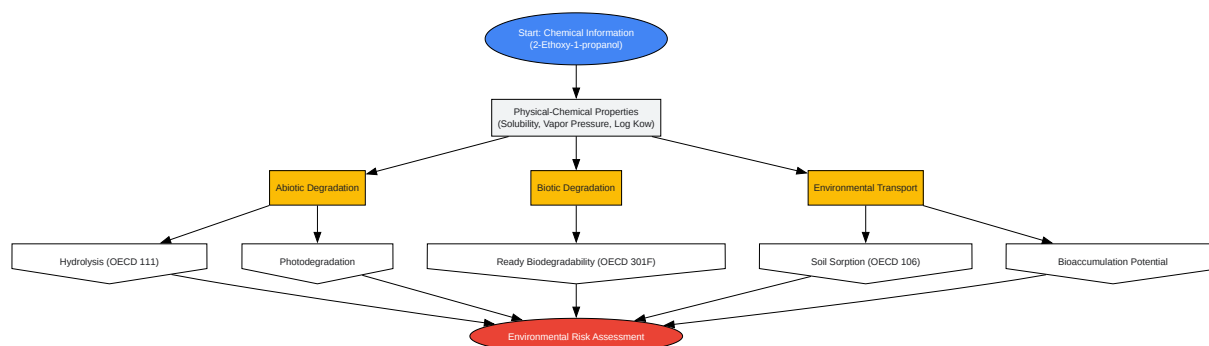 Start: Chemical Information
(2-Ethoxy-1-propanol)
Physical-Chemical Properties
(Solubility, Vapor Pressure, Log Kow)
Abiotic Degradation
Biotic Degradation
Environmental Transport
Hydrolysis (OECD 111)
Photodegradation
Ready Biodegradability (OECD 301F)
Soil Sorption (OECD 106)
Bioaccumulation Potential
Environmental Risk Assessment